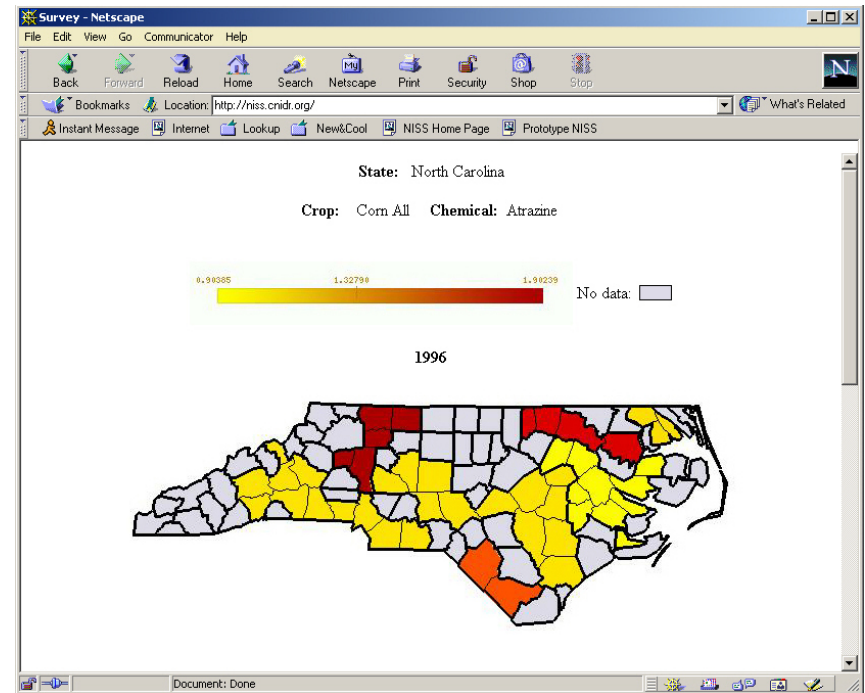 Survey - Netscape
File Edit View Go Communicator Help
My
N
Back Forward Reload Home Search Netscape Print Security Shop Stop
Bookmarks Location: http://niss.cnidr.org/ What's Related
Instant Message Internet Lookup New&Cool NISS Home Page Prototype NISS
State: North Carolina
Crop: Corn All Chemical: Atrazine
0.90385 1.32790 1.90239
No data:
1996
Document: Done